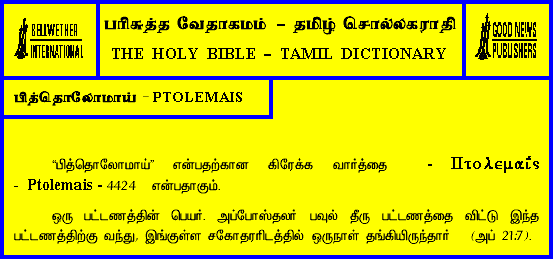 BELLWETHER
INTERNATIONAL
பரிசுத்த வேதாகமம் – தமிழ் சொல்லகராதி
THE HOLY BIBLE – TAMIL DICTIONARY
GOOD NEWS
PUBLISHERS
பித்தொலோமாய் – PTOLEMAIS
“பித்தொலோமாய்” என்பதற்கான கிரேக்க வார்த்தை - Πτολεμαΐς
- Ptolemais - 4424 என்பதாகும்.
ஒரு பட்டணத்தின் பெயர். அப்போஸ்தலர் பவுல் தீரு பட்டணத்தை விட்டு இந்த
பட்டணத்திற்கு வந்து, இங்குள்ள சகோதரரிடத்தில் ஒருநாள் தங்கியிருந்தார் (அப் 21:7).